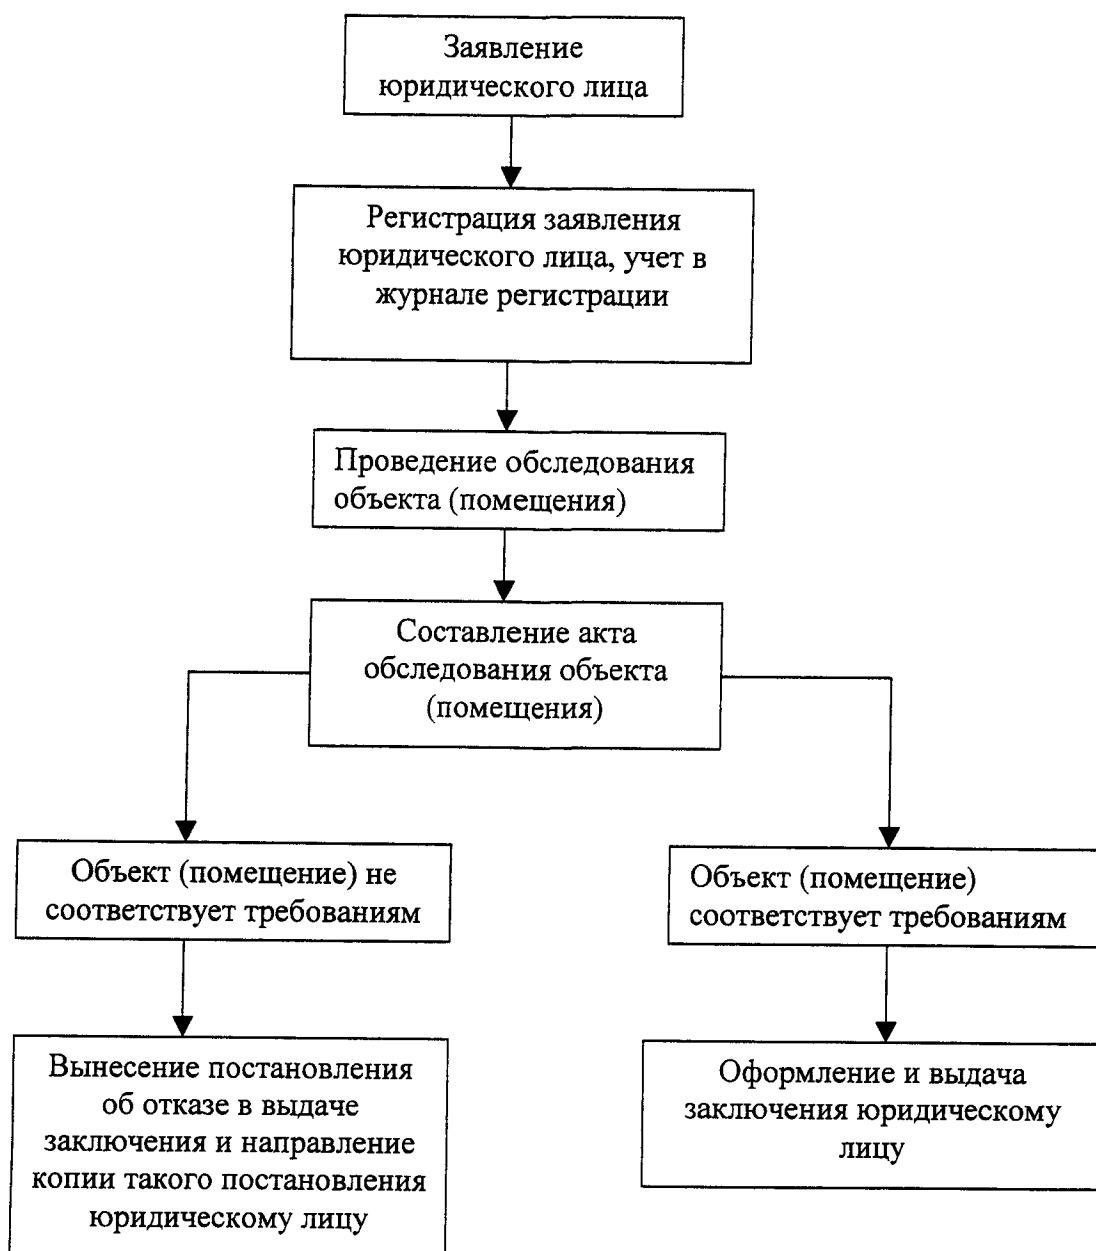 Заявление
юридического лица
Регистрация заявления
юридического лица, учет в
журнале регистрации
Проведение обследования
объекта (помещения)
Составление акта
обследования объекта
(помещения)
Объект (помещение) не
соответствует требованиям
Объект (помещение)
соответствует требованиям
Вынесение постановления
об отказе в выдаче
заключения и направление
копии такого постановления
юридическому лицу
Оформление и выдача
заключения юридическому
лицу